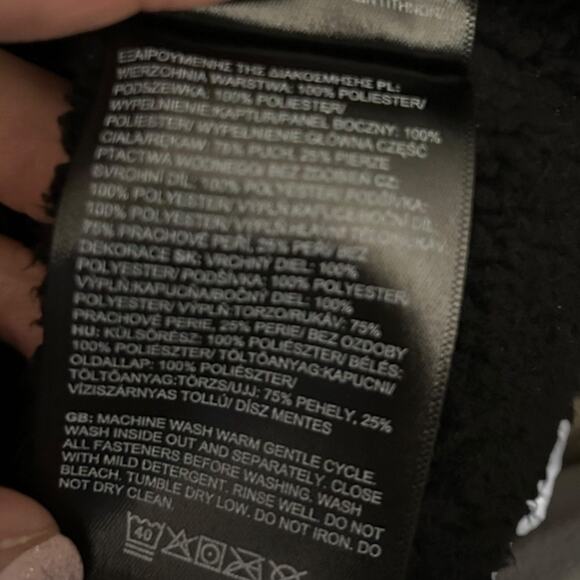 ΕΞΑΙΡΟΥΜΕΝΗΣ ΤΗΣ ΔΙΑΚΟΣΜΗΣΗΣ PL:
WIERZCHNIA WARSTWA: 100% POLIESTER/
PODSZEWKA: 100% POLIESTER/
WYPEŁNIENIE:KAPTUR/PANEL BOCZNY: 100%
POLIESTER/ WYPEŁNIENIE:GŁÓWNA CZĘŚĆ
CIAŁA/RĘKAW: 75% PUCH, 25% PIERZE
PTACTWA WODNEGO/ BEZ ZDOBIEŃ CZ:
SVRCHNÍ DÍL: 100% POLYESTER/ PODŠÍVKA:
100% POLYESTER/ VÝPLŇ:KAPUCE/BOČNÍ DÍL:
100% POLYESTER/ VÝPLŇ:
75% PRACHOVÉ PEŘÍ, 25% PEŘÍ/ BEZ
DEKORACE SK: VRCHNÝ DIEL: 100%
POLYESTER/ PODŠÍVKA: 100% POLYESTER/
VÝPLŇ:KAPUCŇA/BOČNÝ DIEL: 100%
POLYESTER/VÝPLŇ:TORZO/RUKÁV: 75%
PRACHOVÉ PERIE, 25% PERIE/ BEZ OZDOBY
HU: KÜLSŐRÉSZ: 100% POLIÉSZTER/ BÉLÉS:
100% POLIÉSZTER/ TÖLTŐANYAG:KAPUCNI/
OLDALLAP: 100% POLIÉSZTER/
TÖLTŐANYAG:TÖRZS/UJJ: 75% PEHELY, 25%
VÍZISZÁRNYAS TOLLÚ/ DÍSZ MENTES
GB: MACHINE WASH WARM GENTLE CYCLE.
WASH INSIDE OUT AND SEPARATELY. CLOSE
ALL FASTENERS BEFORE WASHING. WASH
WITH MILD DETERGENT. RINSE WELL. DO NOT
BLEACH. TUMBLE DRY LOW. DO NOT IRON. DO
NOT DRY CLEAN.
40